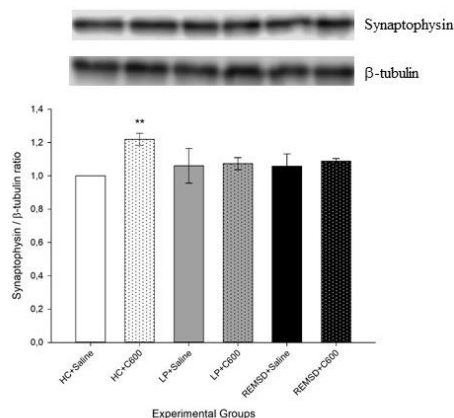 Synaptophysin
β-tubulin
Synaptophysin / β-tubulin ratio
1,4
1,2
1,0
0,8
0,6
0,4
0,2
0,0
**
HC+Saline
HC+C600
LP+Saline
LP+C600
REMSD+Saline
REMSD+C600
Experimental Groups